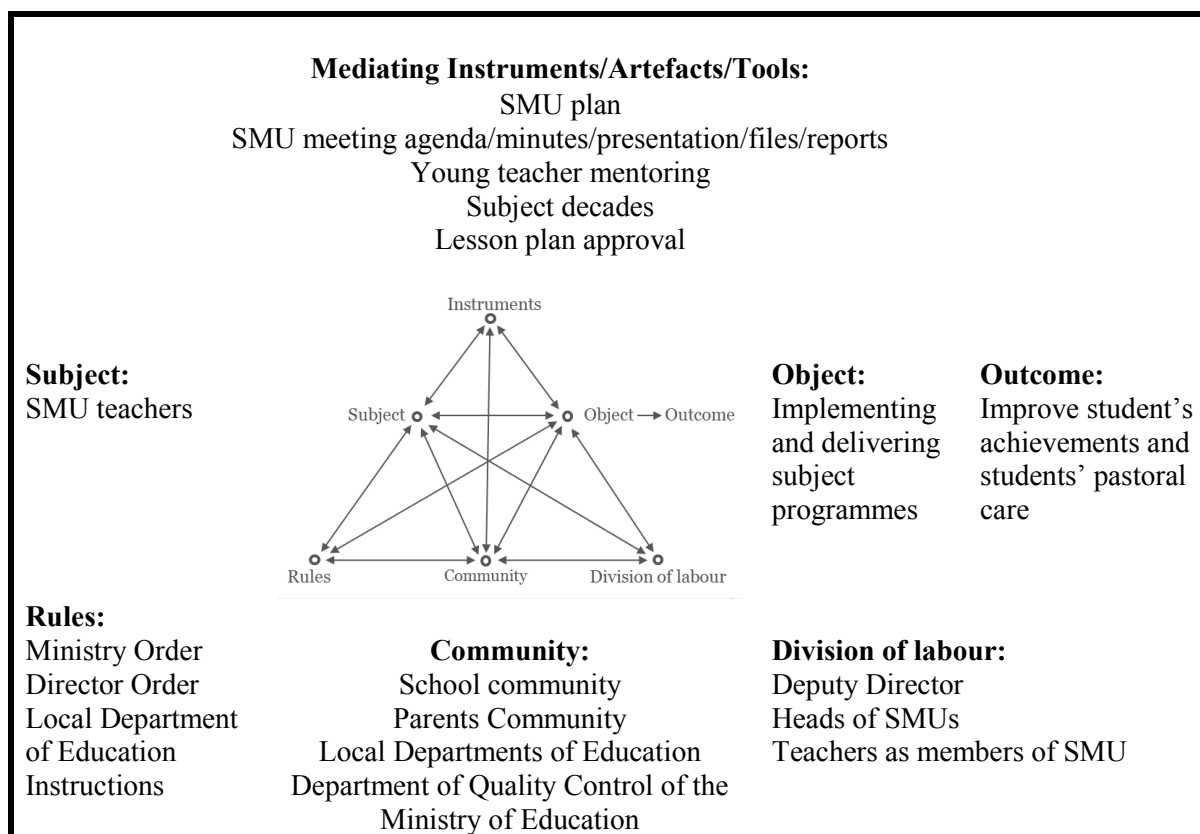 Mediating Instruments/Artefacts/Tools:
SMU plan
SMU meeting agenda/minutes/presentation/files/reports
Young teacher mentoring
Subject decades
Lesson plan approval
Instruments
Subject
Object
Outcome
Rules
Community
Division of labour
Subject:
SMU teachers
Object:
Implementing
and delivering
subject
programmes
Outcome:
Improve student’s
achievements and
students’ pastoral
care
Rules:
Ministry Order
Director Order
Local Department
of Education
Instructions
Community:
School community
Parents Community
Local Departments of Education
Department of Quality Control of the
Ministry of Education
Division of labour:
Deputy Director
Heads of SMUs
Teachers as members of SMU